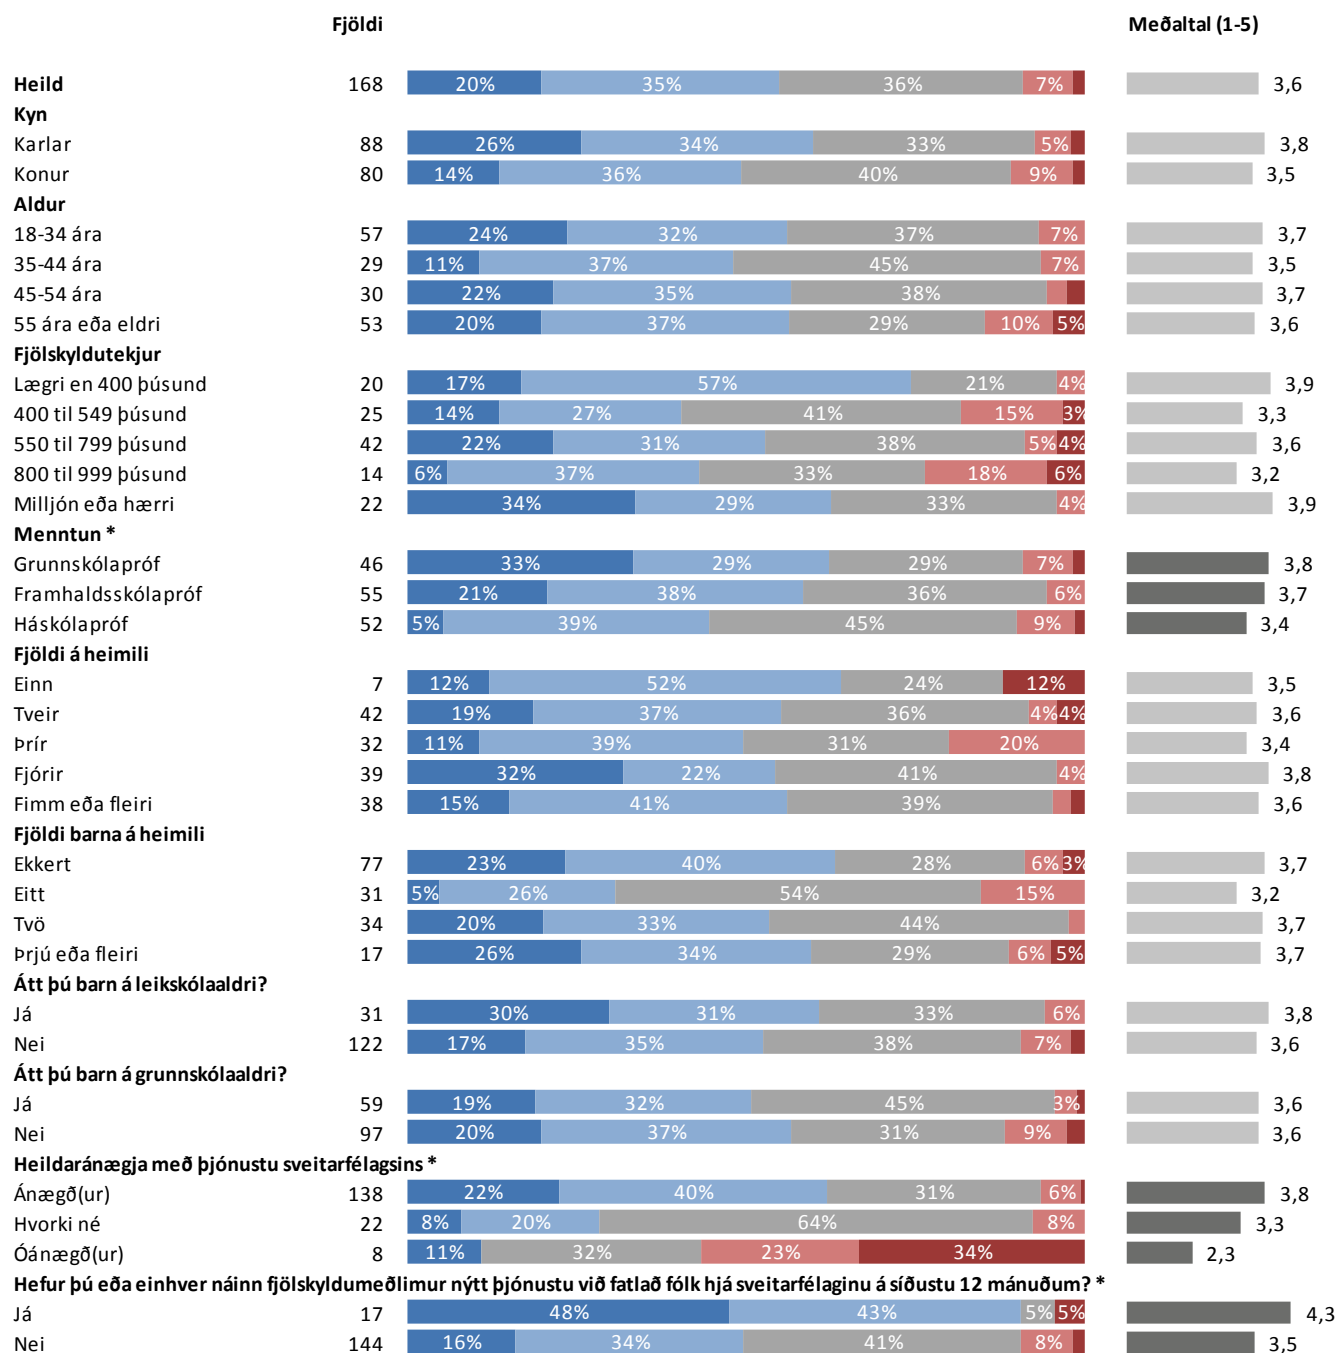 Fjöldi Meðaltal (1-5)
Heild 168 20% 35% 36% 7% 3,6
Kyn
Karlar 88 26% 34% 33% 5% 3,8
Konur 80 14% 36% 40% 9% 3,5
Aldur
18-34 ára 57 24% 32% 37% 7% 3,7
35-44 ára 29 11% 37% 45% 7% 3,5
45-54 ára 30 22% 35% 38% 3,7
55 ára eða eldri 53 20% 37% 29% 10% 5% 3,6
Fjölskyldutekjur
Lægri en 400 þúsund 20 17% 57% 21% 4% 3,9
400 til 549 þúsund 25 14% 27% 41% 15% 3% 3,3
550 til 799 þúsund 42 22% 31% 38% 5% 4% 3,6
800 til 999 þúsund 14 6% 37% 33% 18% 6% 3,2
Milljón eða hærri 22 34% 29% 33% 4% 3,9
Menntun *
Grunnskólapróf 46 33% 29% 29% 7% 3,8
Framhaldsskólapróf 55 21% 38% 36% 6% 3,7
Háskólapróf 52 5% 39% 45% 9% 3,4
Fjöldi á heimili
Einn 7 12% 52% 24% 12% 3,5
Tveir 42 19% 37% 36% 4% 4% 3,6
Þrír 32 11% 39% 31% 20% 3,4
Fjórir 39 32% 22% 41% 4% 3,8
Fimm eða fleiri 38 15% 41% 39% 3,6
Fjöldi barna á heimili
Ekkert 77 23% 40% 28% 6% 3% 3,7
Eitt 31 5% 26% 54% 15% 3,2
Tvö 34 20% 33% 44% 3,7
Þrjú eða fleiri 17 26% 34% 29% 6% 5% 3,7
Átt þú barn á leikskólaaldri?
Já 31 30% 31% 33% 6% 3,8
Nei 122 17% 35% 38% 7% 3,6
Átt þú barn á grunnskólaaldri?
Já 59 19% 32% 45% 3% 3,6
Nei 97 20% 37% 31% 9% 3,6
Heildaránægja með þjónustu sveitarfélagsins *
Ánægð(ur) 138 22% 40% 31% 6% 3,8
Hvorki né 22 8% 20% 64% 8% 3,3
Óánægð(ur) 8 11% 32% 23% 34% 2,3
Hefur þú eða einhver náinn fjölskyldumeðlimur nýtt þjónustu við fatlað fólk hjá sveitarfélaginu á síðustu 12 mánuðum? *
Já 17 48% 43% 5% 5% 4,3
Nei 144 16% 34% 41% 8% 3,5